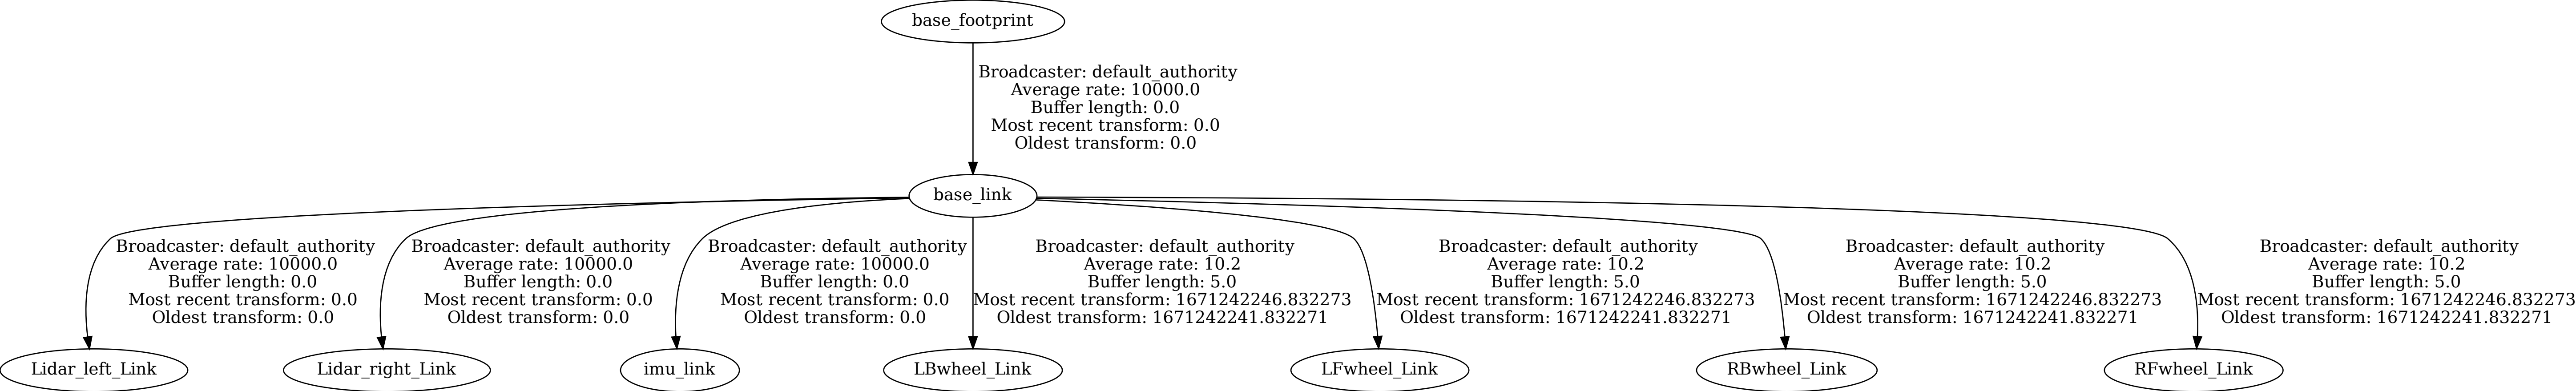 base_footprint
Broadcaster: default_authority
Average rate: 10000.0
Buffer length: 0.0
Most recent transform: 0.0
Oldest transform: 0.0
base_link
Broadcaster: default_authority
Average rate: 10000.0
Buffer length: 0.0
Most recent transform: 0.0
Oldest transform: 0.0
Broadcaster: default_authority
Average rate: 10000.0
Buffer length: 0.0
Most recent transform: 0.0
Oldest transform: 0.0
Broadcaster: default_authority
Average rate: 10000.0
Buffer length: 0.0
Most recent transform: 0.0
Oldest transform: 0.0
Broadcaster: default_authority
Average rate: 10.2
Buffer length: 5.0
Most recent transform: 1671242246.832273
Oldest transform: 1671242241.832271
Broadcaster: default_authority
Average rate: 10.2
Buffer length: 5.0
Most recent transform: 1671242246.832273
Oldest transform: 1671242241.832271
Broadcaster: default_authority
Average rate: 10.2
Buffer length: 5.0
Most recent transform: 1671242246.832273
Oldest transform: 1671242241.832271
Broadcaster: default_authority
Average rate: 10.2
Buffer length: 5.0
Most recent transform: 1671242246.832273
Oldest transform: 1671242241.832271
Lidar_left_Link
Lidar_right_Link
imu_link
LBwheel_Link
LFwheel_Link
RBwheel_Link
RFwheel_Link